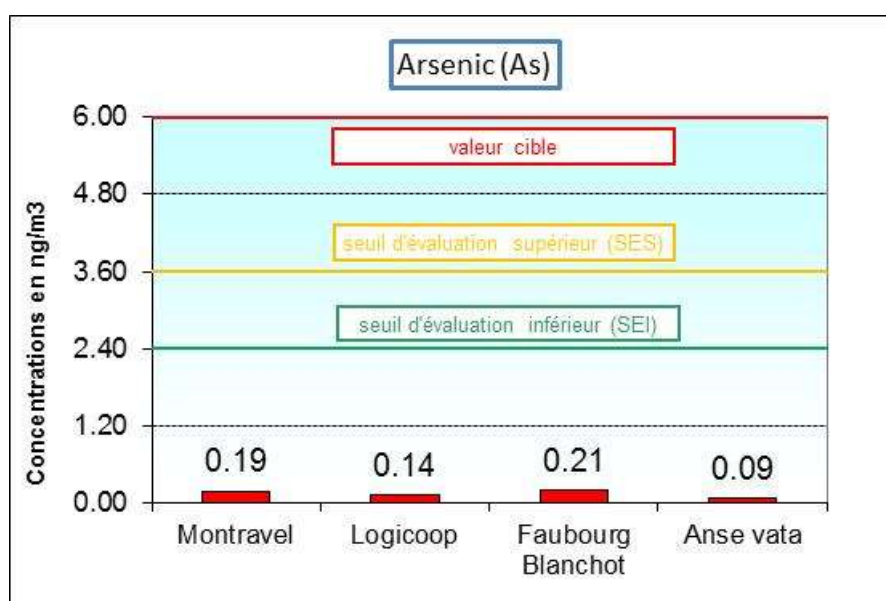 Arsenic (As)
Concentrations en ng/m3
6.00
valeur cible
4.80
seuil d'évaluation supérieur (SES)
3.60
seuil d'évaluation inférieur (SEI)
2.40
1.20
0.19
0.14
0.21
0.09
0.00
Montravel
Logicoop
Faubourg
Blanchot
Anse vata